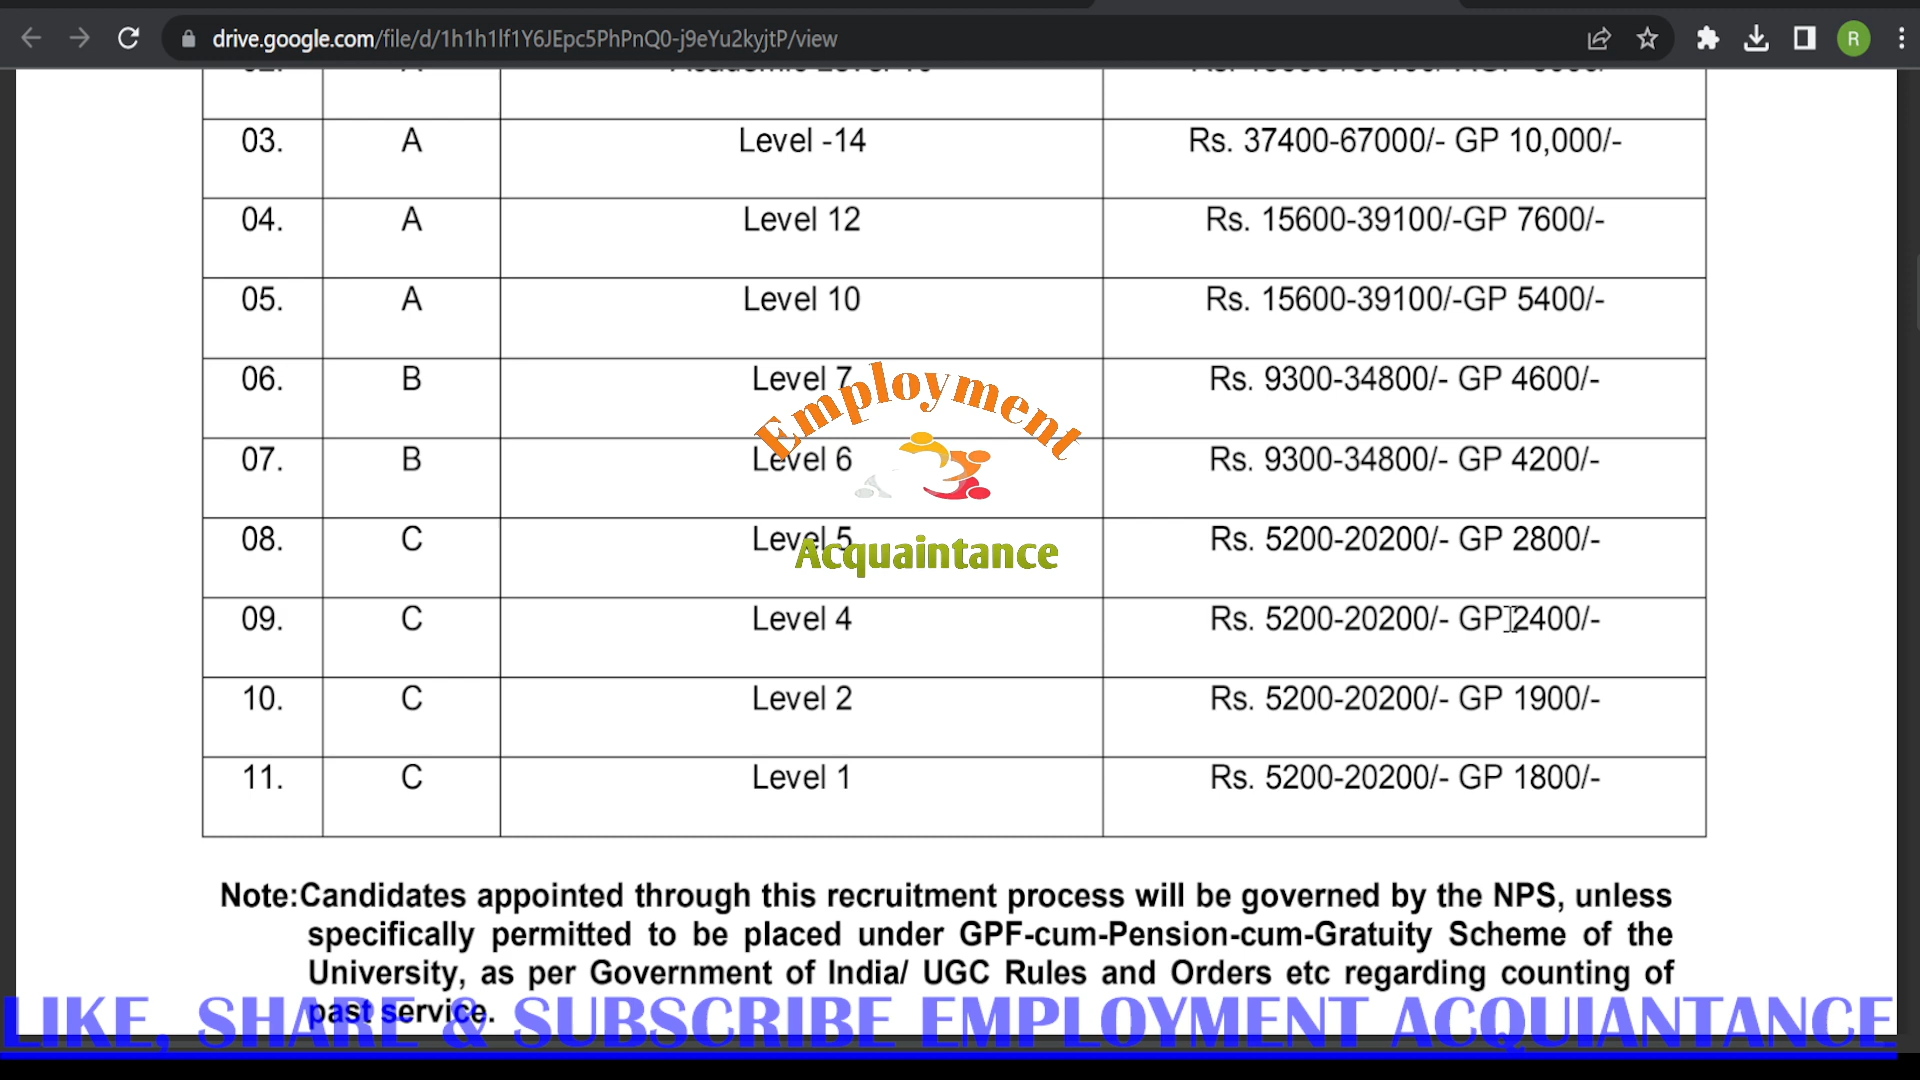 drive.google.com/file/d/1h1h1lf1Y6JEpc5PhPnQ0-j9eYu2kyjtP/view
R
03. A Level -14 Rs. 37400-67000/- GP 10,000/-
04. A Level 12 Rs. 15600-39100/-GP 7600/-
05. A Level 10 Rs. 15600-39100/-GP 5400/-
06. B Level 7 Rs. 9300-34800/- GP 4600/-
Employment
07. B Level 6 Rs. 9300-34800/- GP 4200/-
08. C Level 5 Rs. 5200-20200/- GP 2800/-
Acquaintance
09. C Level 4 Rs. 5200-20200/- GP 2400/-
10. C Level 2 Rs. 5200-20200/- GP 1900/-
11. C Level 1 Rs. 5200-20200/- GP 1800/-
Note:Candidates appointed through this recruitment process will be governed by the NPS, unless
specifically permitted to be placed under GPF-cum-Pension-cum-Gratuity Scheme of the
University, as per Government of India/ UGC Rules and Orders etc regarding counting of
past service.
LIKE, SHARE & SUBSCRIBE EMPLOYMENT ACQUIANTANCE